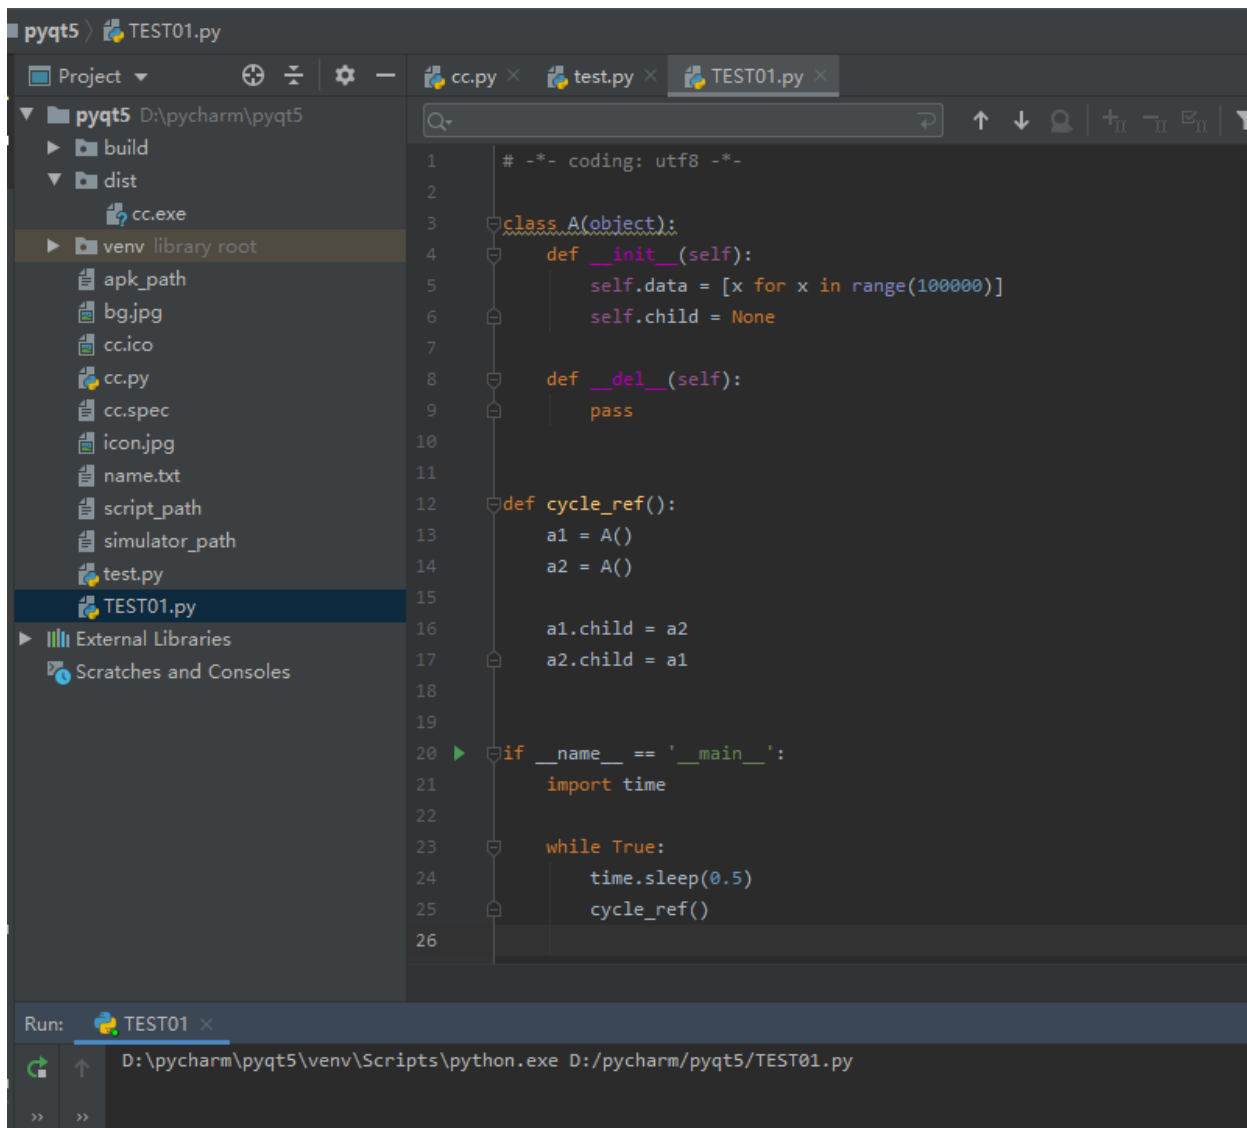 pyqt5 TEST01.py
Project
cc.py test.py TEST01.py
pyqt5 D:\pycharm\pyqt5
build
dist
cc.exe
venv library root
apk_path
bg.jpg
cc.ico
cc.py
cc.spec
icon.jpg
name.txt
script_path
simulator_path
test.py
TEST01.py
External Libraries
Scratches and Consoles
1 # -*- coding: utf8 -*-
2
3 class A(object):
4 def __init__(self):
5 self.data = [x for x in range(100000)]
6 self.child = None
7
8 def __del__(self):
9 pass
10
11
12 def cycle_ref():
13 a1 = A()
14 a2 = A()
15
16 a1.child = a2
17 a2.child = a1
18
19
20 if __name__ == '__main__':
21 import time
22
23 while True:
24 time.sleep(0.5)
25 cycle_ref()
26
Run: TEST01
D:\pycharm\pyqt5\venv\Scripts\python.exe D:/pycharm/pyqt5/TEST01.py